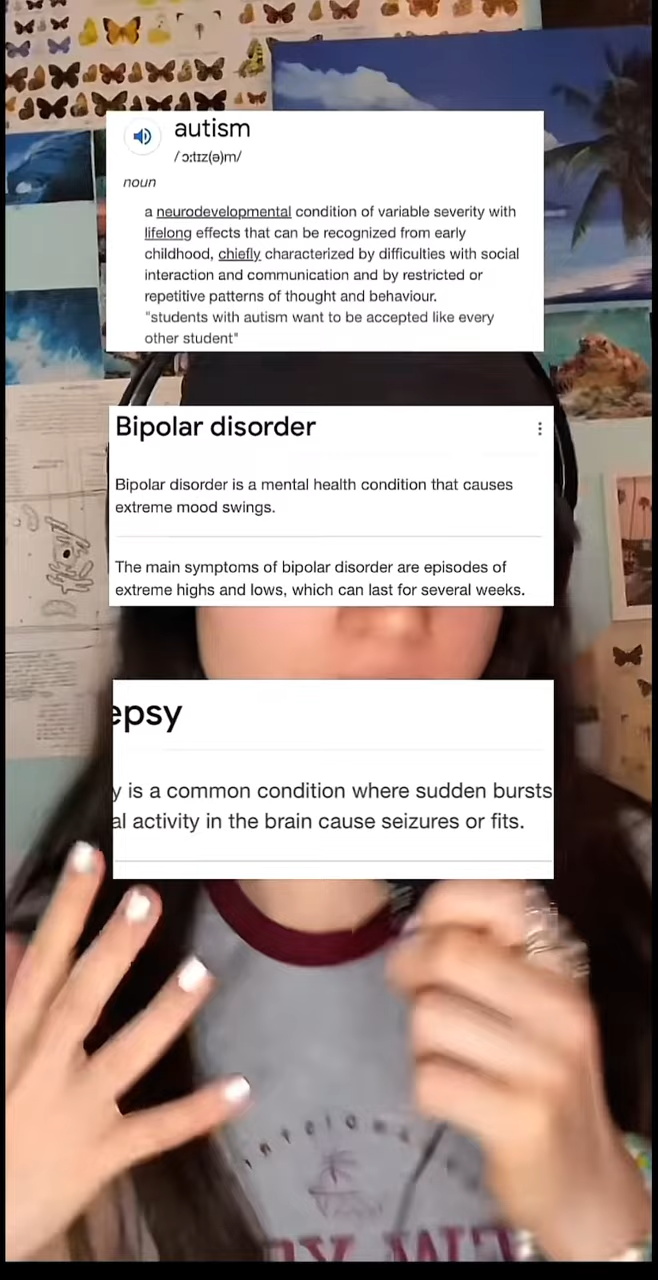 autism
/ˈɔːtɪz(ə)m/
noun
a neurodevelopmental condition of variable severity with
lifelong effects that can be recognized from early
childhood, chiefly characterized by difficulties with social
interaction and communication and by restricted or
repetitive patterns of thought and behaviour.
"students with autism want to be accepted like every
other student"
Bipolar disorder
Bipolar disorder is a mental health condition that causes
extreme mood swings.
The main symptoms of bipolar disorder are episodes of
extreme highs and lows, which can last for several weeks.
epsy
y is a common condition where sudden bursts
al activity in the brain cause seizures or fits.